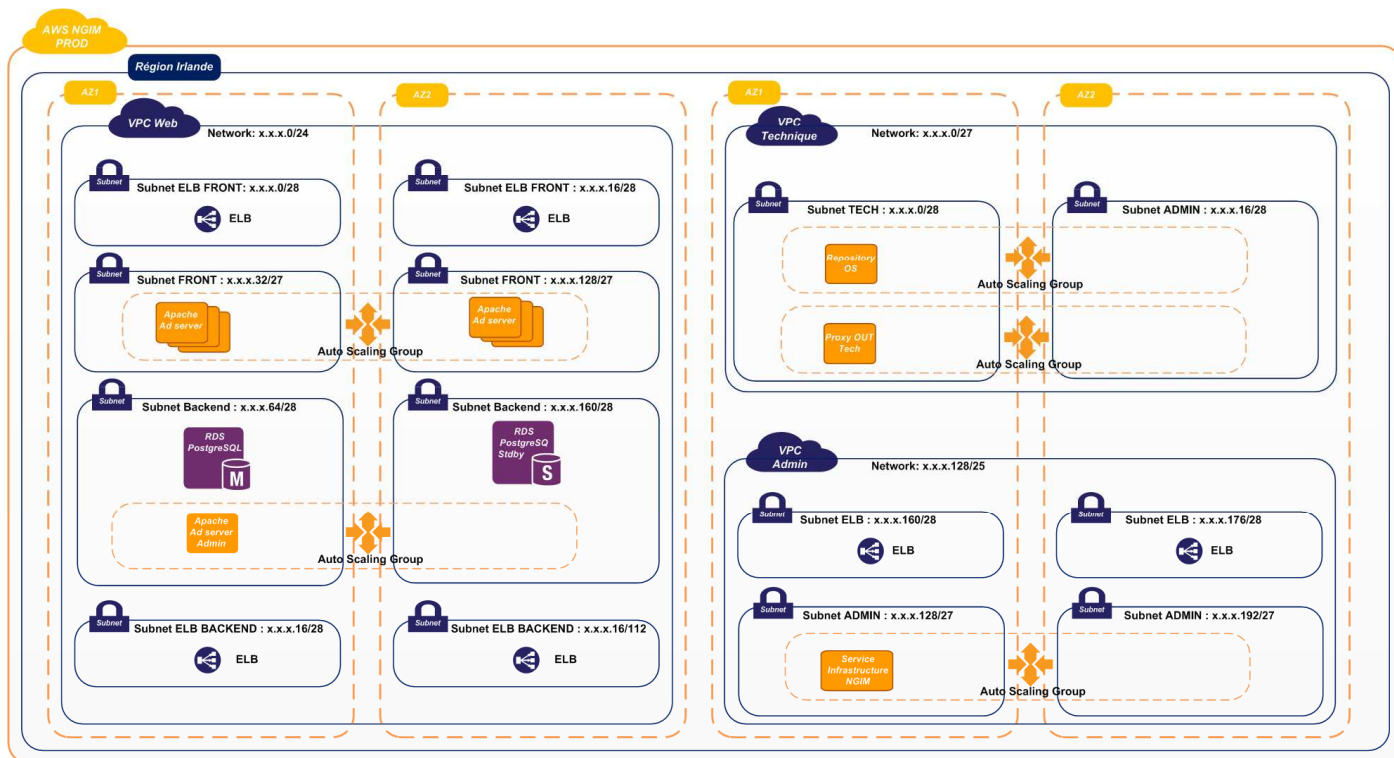 AWS NGIM
PROD
Région Irlande
AZ1
AZ2
VPC Web
Network: x.x.x.0/24
Subnet
Subnet ELB FRONT: x.x.x.0/28
ELB
Subnet
Subnet ELB FRONT : x.x.x.16/28
ELB
Subnet
Subnet FRONT : x.x.x.32/27
Apache
Ad server
Subnet
Subnet FRONT : x.x.x.128/27
Apache
Ad server
Auto Scaling Group
Subnet
Subnet Backend : x.x.x.64/28
RDS
PostgreSQL
M
Subnet
Subnet Backend : x.x.x.160/28
RDS
PostgreSQ
Stdby
S
Apache
Ad server
Admin
Auto Scaling Group
Subnet
Subnet ELB BACKEND : x.x.x.16/28
ELB
Subnet
Subnet ELB BACKEND : x.x.x.16/112
ELB
AZ1
AZ2
VPC
Technique
Network: x.x.x.0/27
Subnet
Subnet TECH : x.x.x.0/28
Subnet
Subnet ADMIN : x.x.x.16/28
Repository
OS
Auto Scaling Group
Proxy OUT
Tech
Auto Scaling Group
VPC
Admin
Network: x.x.x.128/25
Subnet
Subnet ELB : x.x.x.160/28
ELB
Subnet
Subnet ELB : x.x.x.176/28
ELB
Subnet
Subnet ADMIN : x.x.x.128/27
Subnet
Subnet ADMIN : x.x.x.192/27
Service
Infrastructure
NGIM
Auto Scaling Group